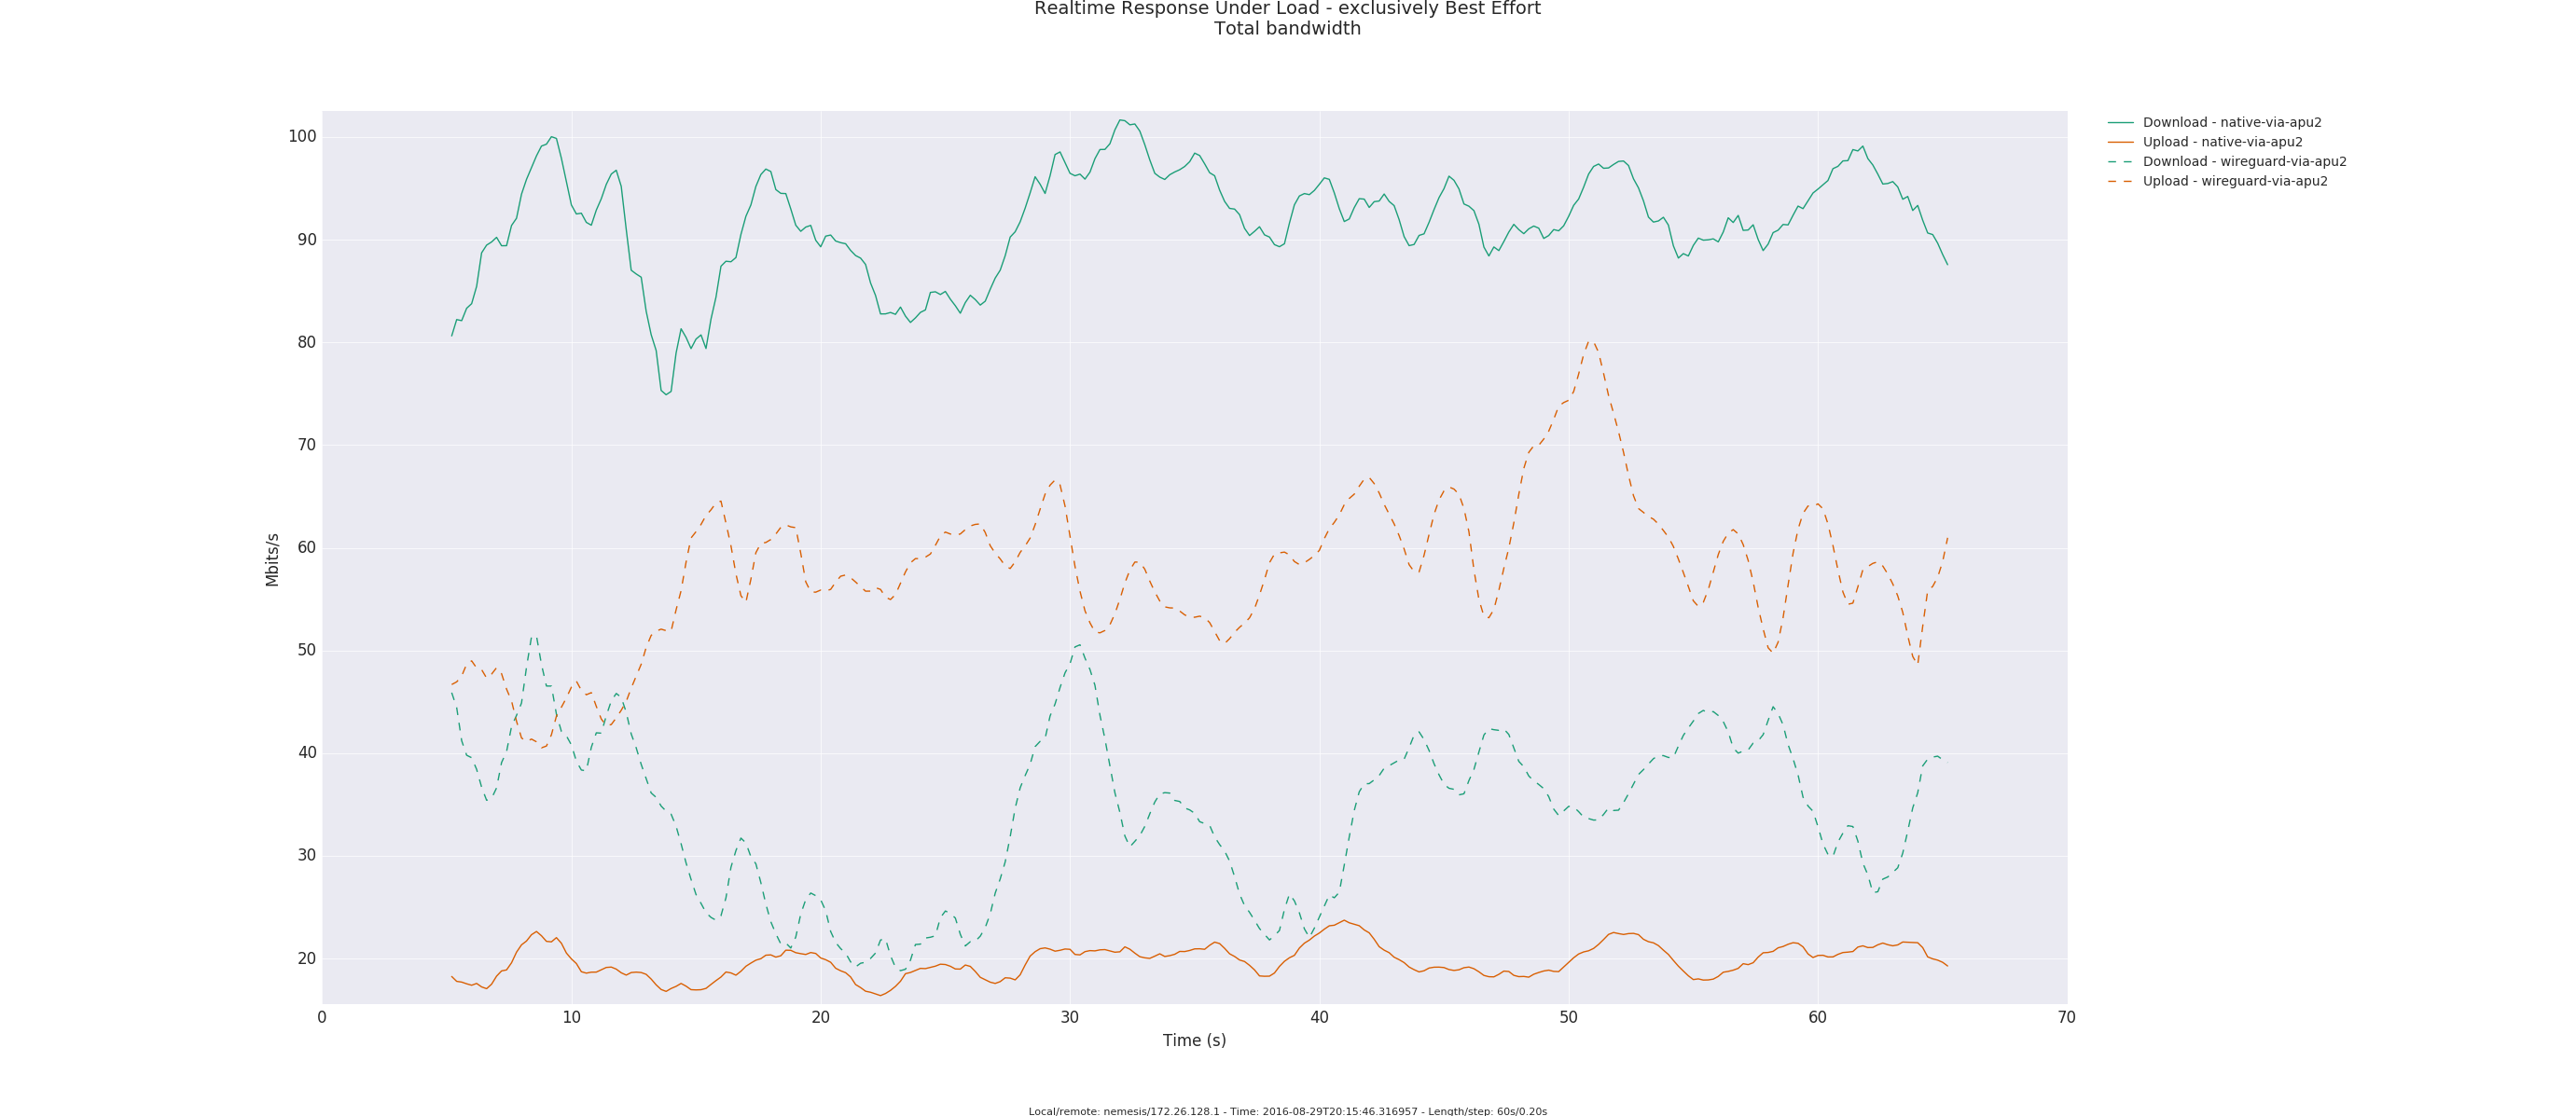 Realtime Response Under Load - exclusively Best Effort
Total bandwidth
Download - native-via-apu2
Upload - native-via-apu2
Download - wireguard-via-apu2
Upload - wireguard-via-apu2
100
90
80
70
60
50
40
30
20
Mbits/s
0 10 20 30 40 50 60 70
Time (s)
Local/remote: nemesis/172.26.128.1 - Time: 2016-08-29T20:15:46.316957 - Length/step: 60s/0.20s